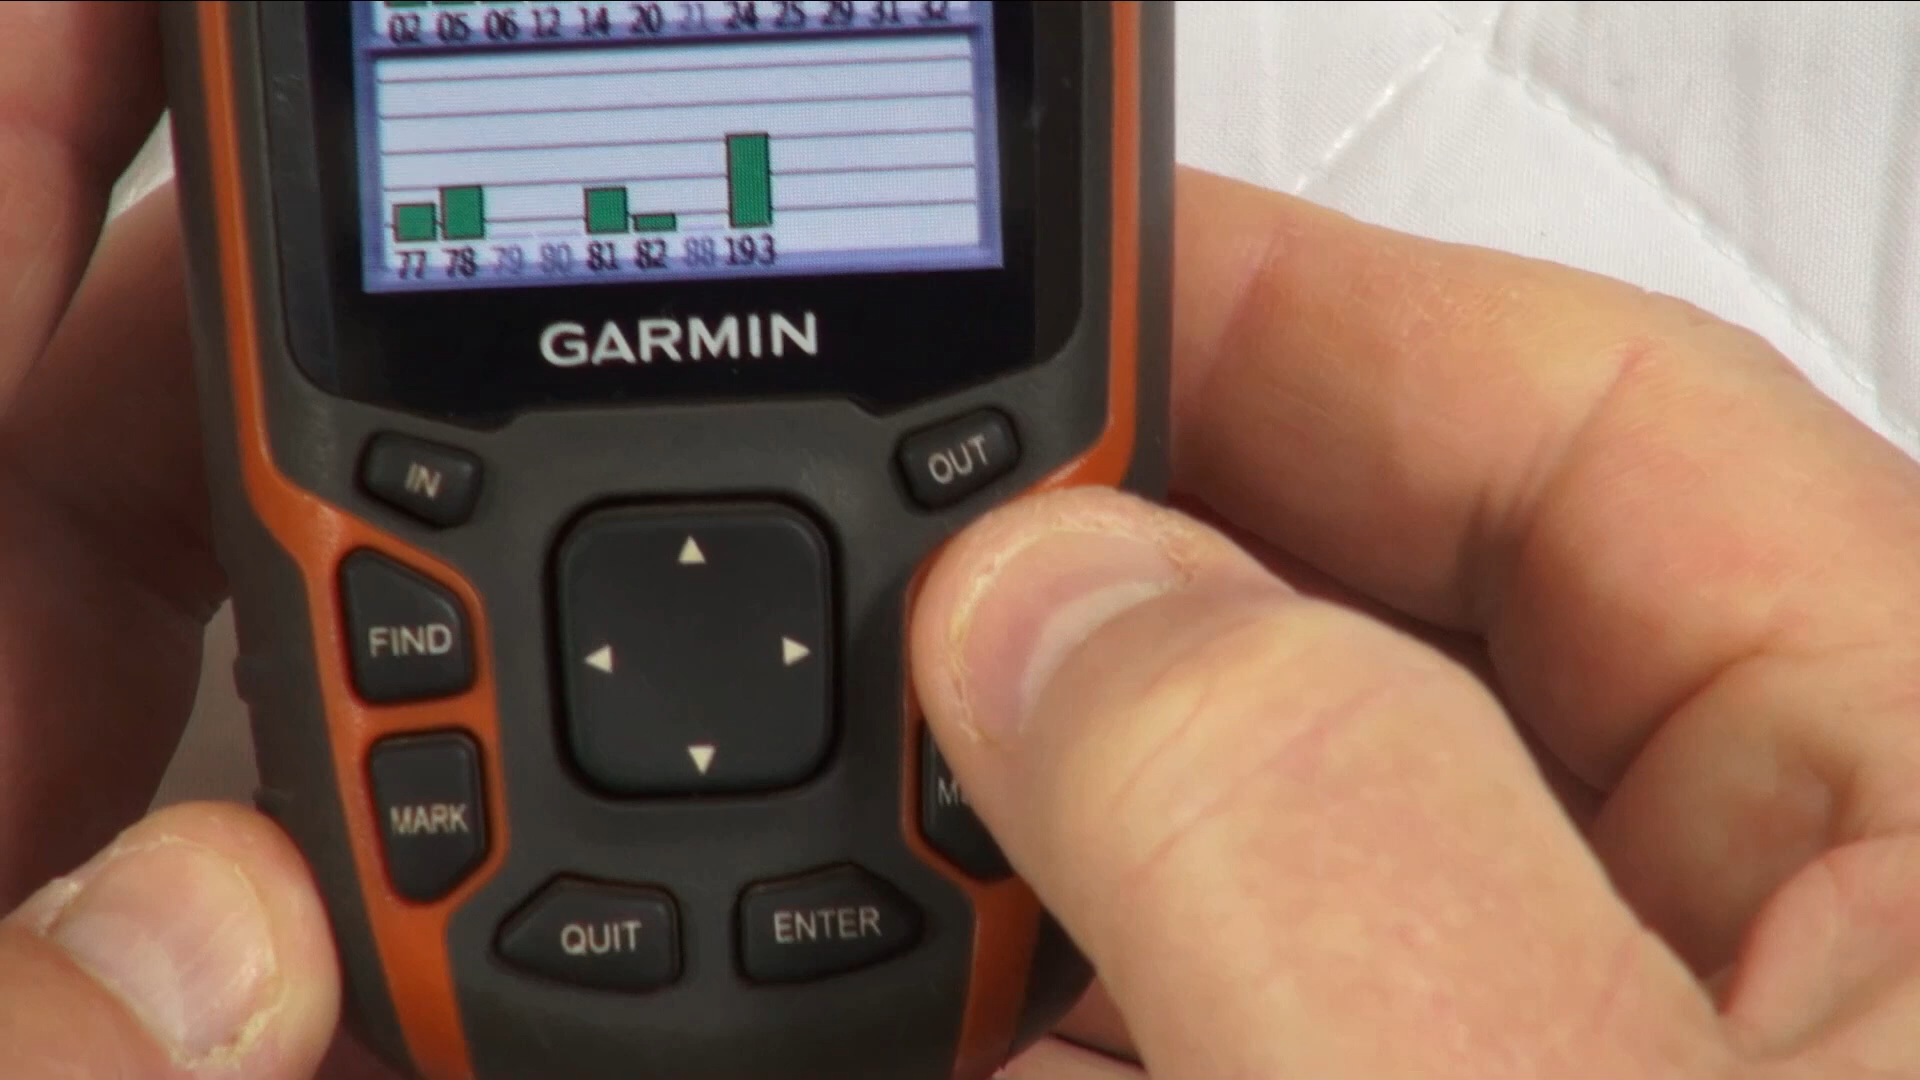 02 05 06 12 14 20 21 24 25 29 31 32
77 78 79 80 81 82 88 193
GARMIN
IN
OUT
FIND
MARK
QUIT
ENTER